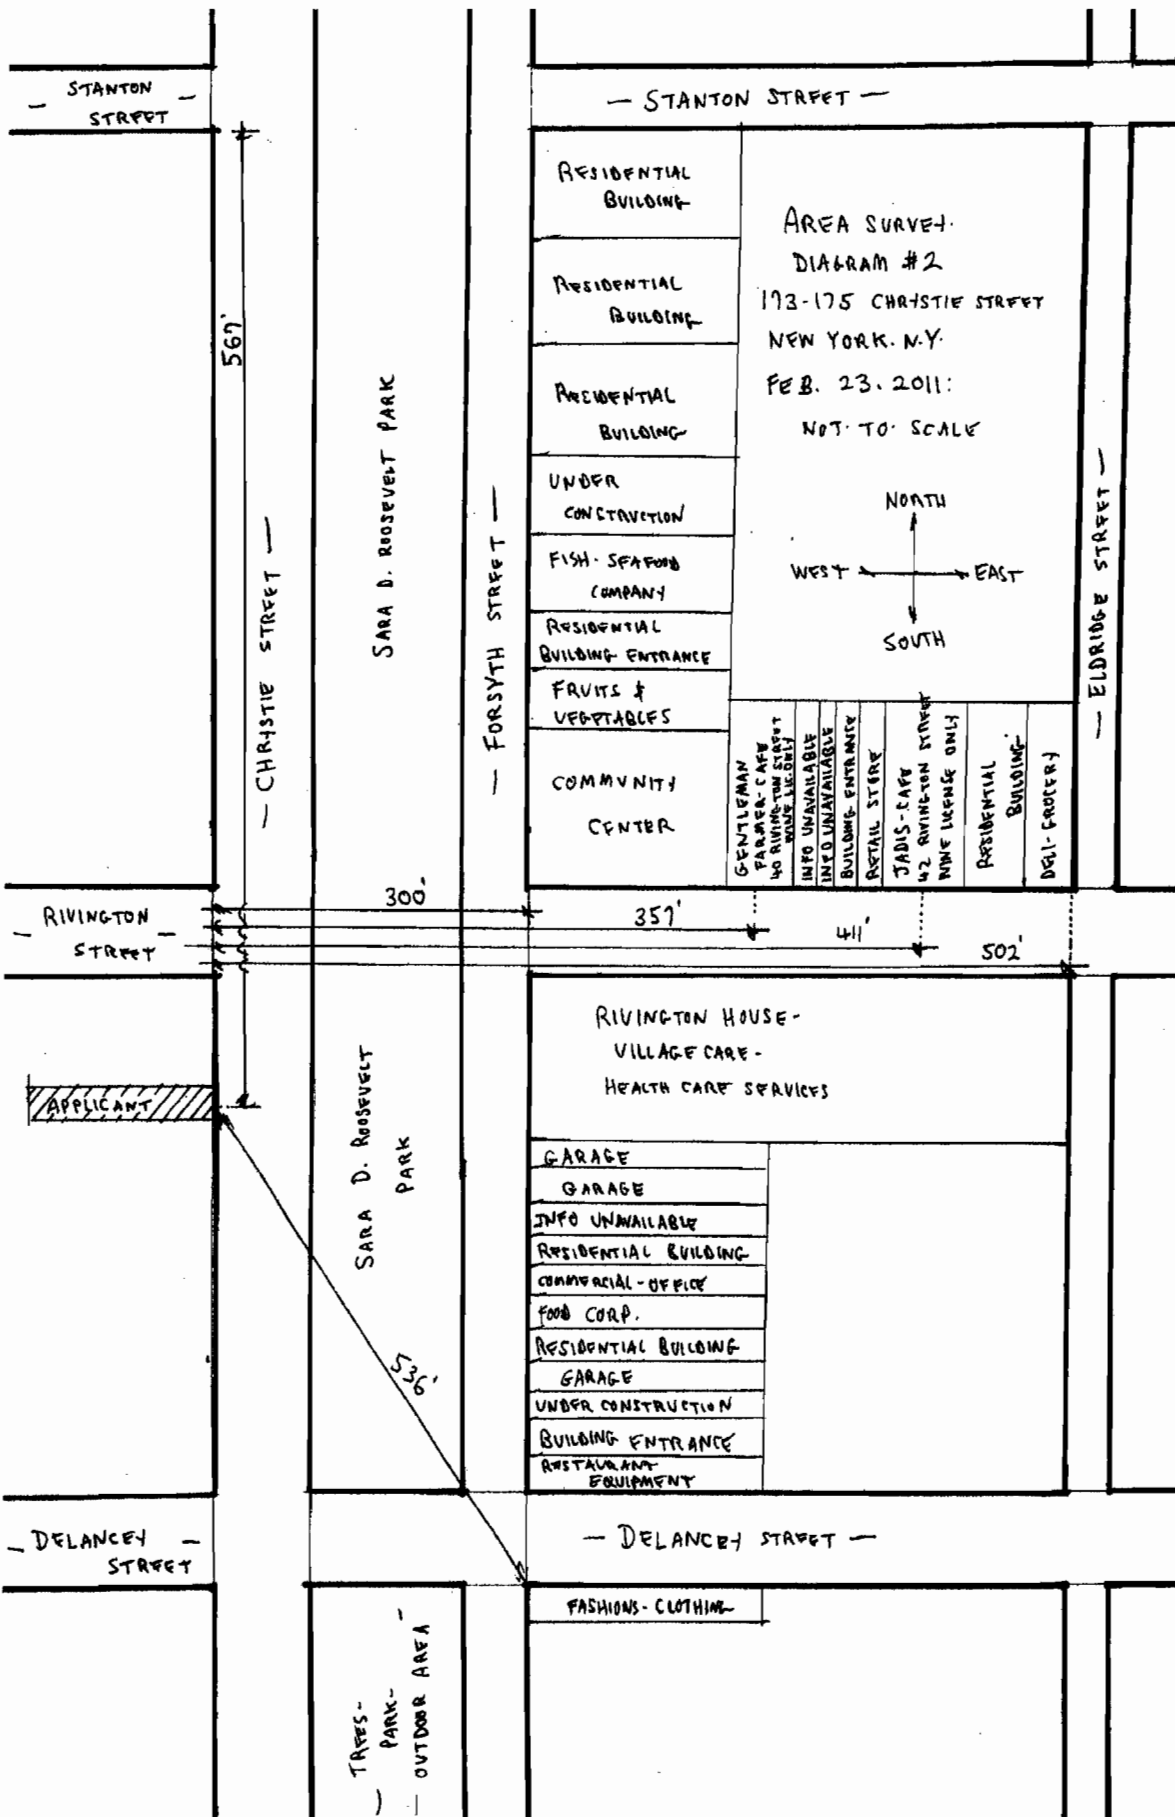 STANTON
STREET
— STANTON STREET —
RESIDENTIAL
BUILDING
RESIDENTIAL
BUILDING
RESIDENTIAL
BUILDING
UNDER
CONSTRUCTION
FISH - SEAFOOD
COMPANY
RESIDENTIAL
BUILDING ENTRANCE
FRUITS &
VEGETABLES
COMMUNITY
CENTER
AREA SURVEY.
DIAGRAM #2
173-175 CHRYSTIE STREET
NEW YORK. N.Y.
FEB. 23. 2011:
NOT. TO. SCALE
NORTH
WEST
EAST
SOUTH
567'
— CHRYSTIE STREET —
SARA D. ROOSEVELT PARK
— FORSYTH STREET —
— ELDRIDGE STREET —
GENTLEMAN
FARMER - CAFE
40 RIVINGTON STREET
WINE LIC. ONLY
INFO UNAVAILABLE
INFO UNAVAILABLE
BUILDING ENTRANCE
RETAIL STORE
JADIS - CAFE
42 RIVINGTON STREET
WINE LICENSE ONLY
RESIDENTIAL
BUILDING
DELI - GROCERY
— RIVINGTON —
STREET
300
357'
411'
502'
RIVINGTON HOUSE -
VILLAGE CARE -
HEALTH CARE SERVICES
APPLICANT
SARA D. ROOSEVELT
PARK
536'
GARAGE
GARAGE
INFO UNAVAILABLE
RESIDENTIAL BUILDING
COMMERCIAL - OFFICE
FOOD CORP.
RESIDENTIAL BUILDING
GARAGE
UNDER CONSTRUCTION
BUILDING ENTRANCE
RESTAURANT
EQUIPMENT
— DELANCEY —
STREET
— DELANCEY STREET —
FASHIONS - CLOTHING
— TREES -
PARK -
— OUTDOOR AREA —